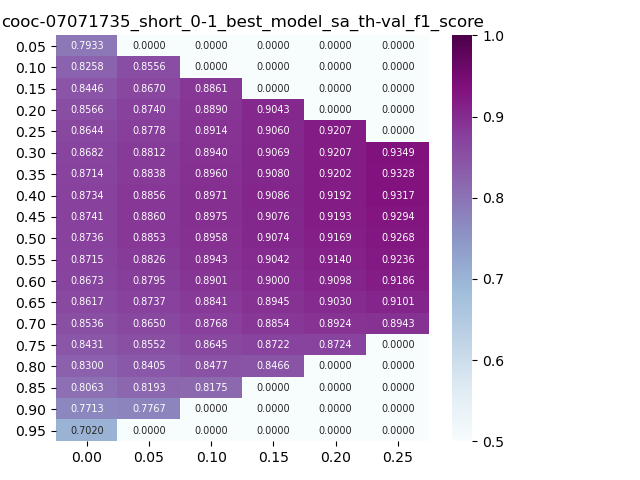 cooc-07071735_short_0-1_best_model_sa_th-val_f1_score
0.05 0.7933 0.0000 0.0000 0.0000 0.0000 0.0000
0.10 0.8258 0.8556 0.0000 0.0000 0.0000 0.0000
0.15 0.8446 0.8670 0.8861 0.0000 0.0000 0.0000
0.20 0.8566 0.8740 0.8890 0.9043 0.0000 0.0000
0.25 0.8644 0.8778 0.8914 0.9060 0.9207 0.0000
0.30 0.8682 0.8812 0.8940 0.9069 0.9207 0.9349
0.35 0.8714 0.8838 0.8960 0.9080 0.9202 0.9328
0.40 0.8734 0.8856 0.8971 0.9086 0.9192 0.9317
0.45 0.8741 0.8860 0.8975 0.9076 0.9193 0.9294
0.50 0.8736 0.8853 0.8958 0.9074 0.9169 0.9268
0.55 0.8715 0.8826 0.8943 0.9042 0.9140 0.9236
0.60 0.8673 0.8795 0.8901 0.9000 0.9098 0.9186
0.65 0.8617 0.8737 0.8841 0.8945 0.9030 0.9101
0.70 0.8536 0.8650 0.8768 0.8854 0.8924 0.8943
0.75 0.8431 0.8552 0.8645 0.8722 0.8724 0.0000
0.80 0.8300 0.8405 0.8477 0.8466 0.0000 0.0000
0.85 0.8063 0.8193 0.8175 0.0000 0.0000 0.0000
0.90 0.7713 0.7767 0.0000 0.0000 0.0000 0.0000
0.95 0.7020 0.0000 0.0000 0.0000 0.0000 0.0000
0.00 0.05 0.10 0.15 0.20 0.25
1.0
0.9
0.8
0.7
0.6
0.5